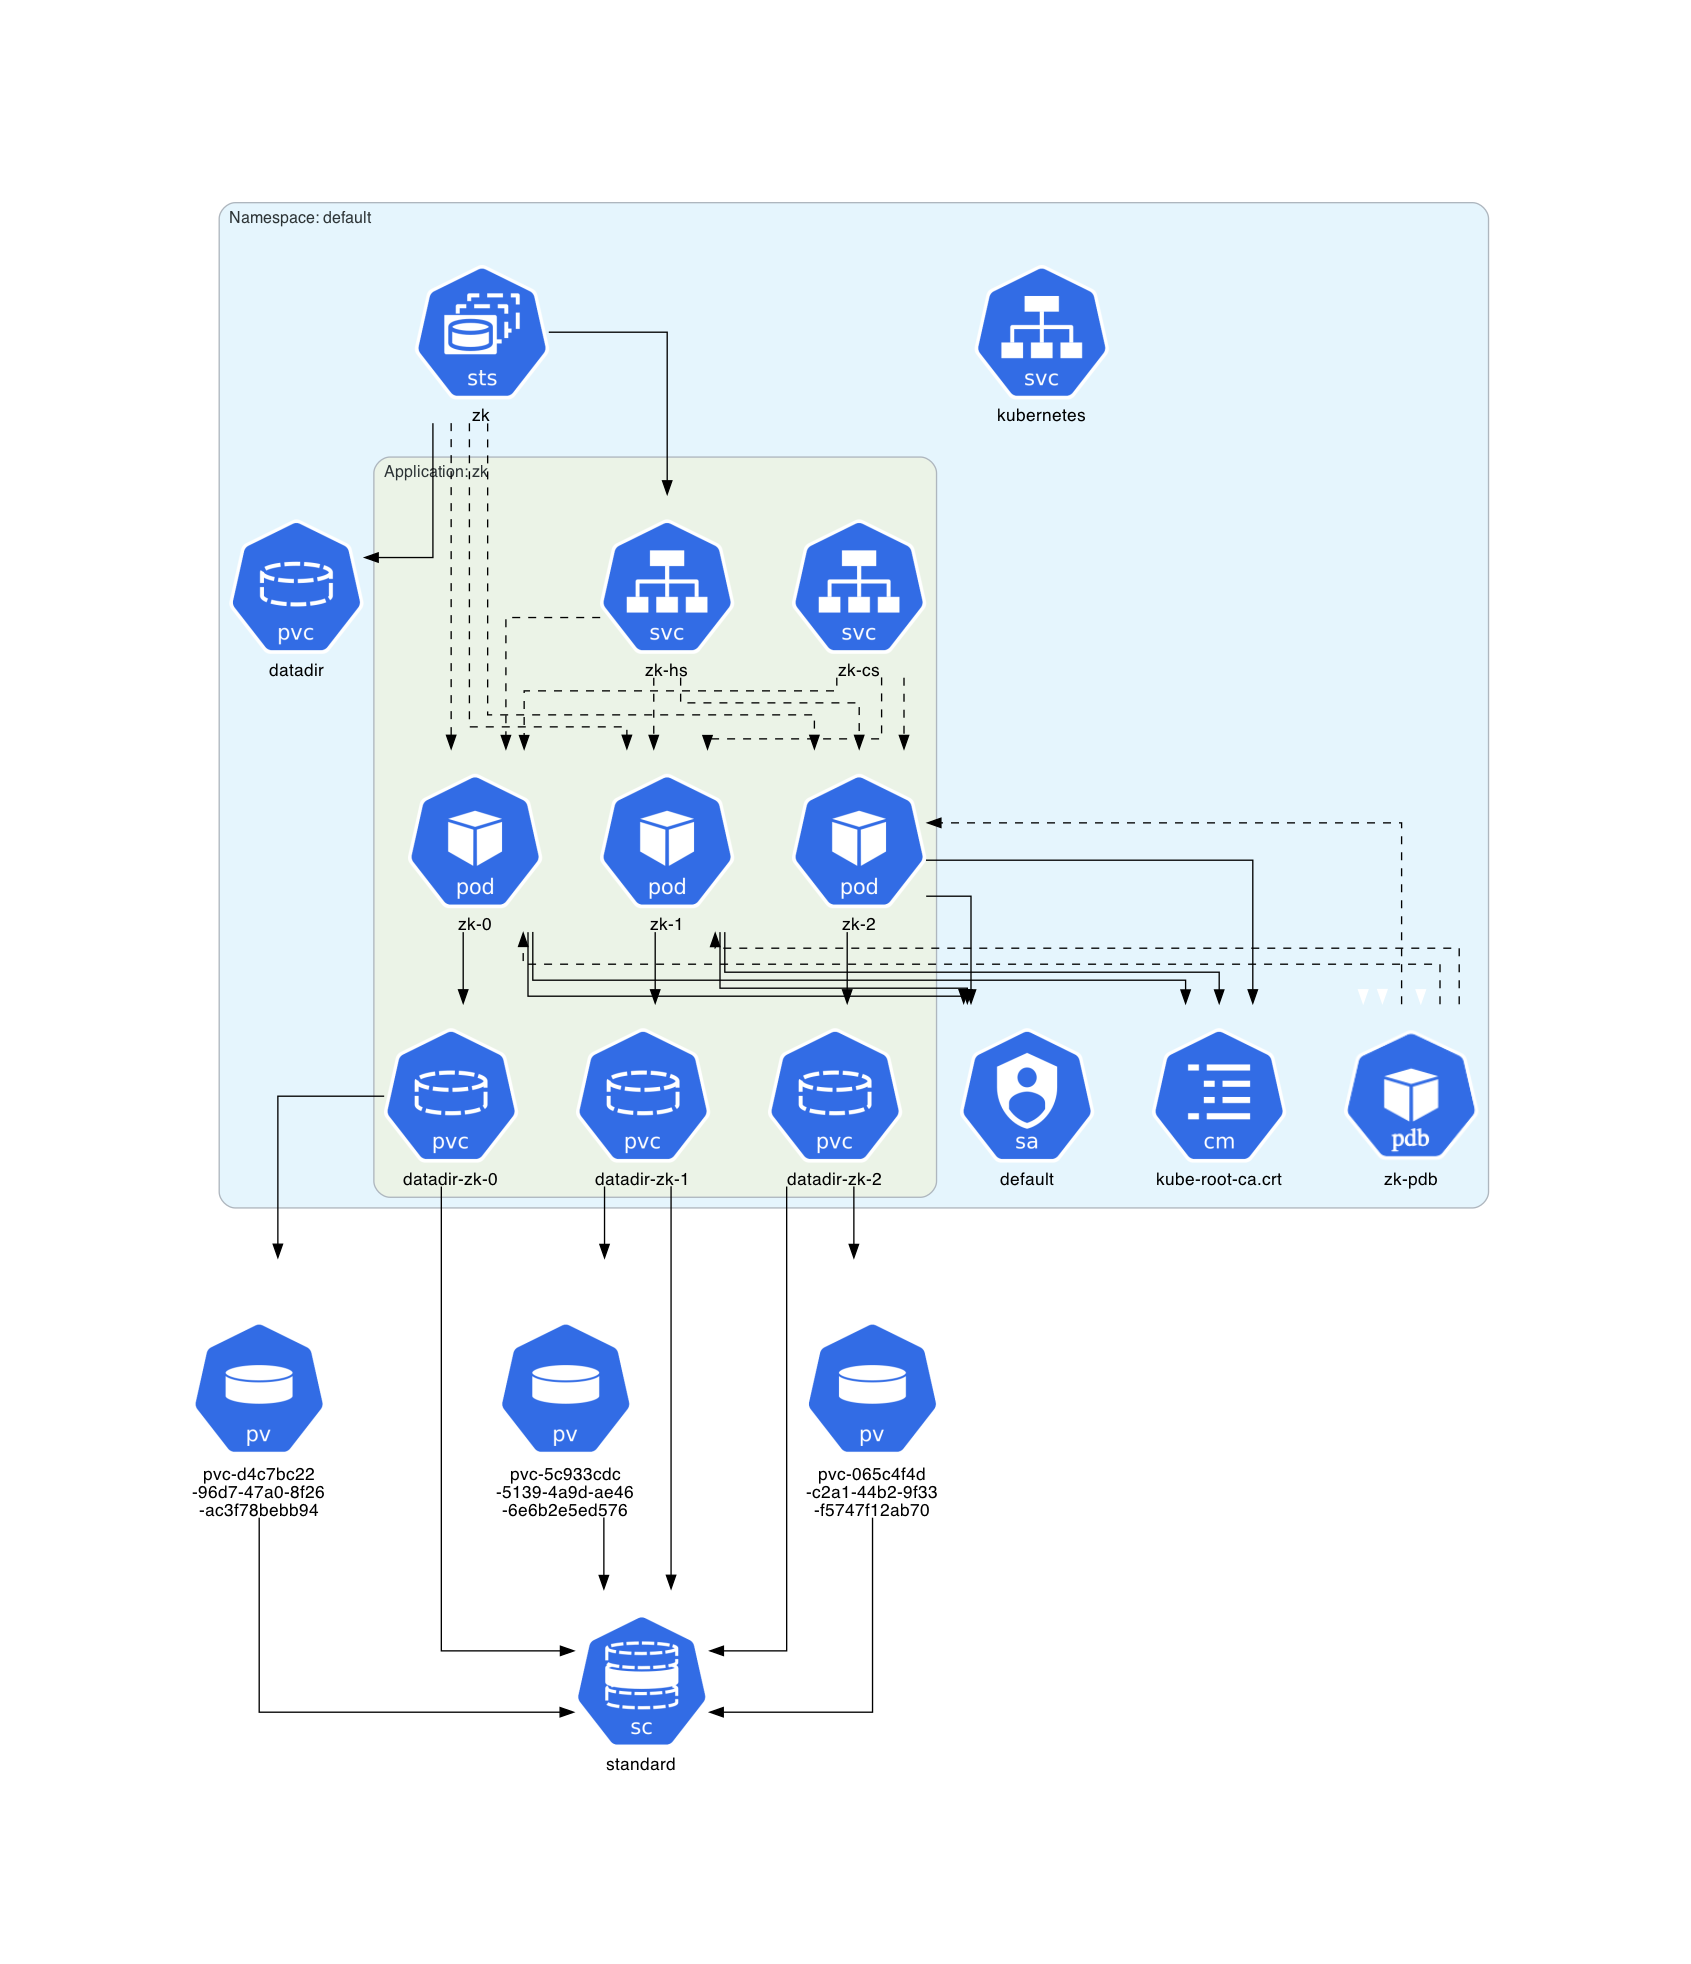 Namespace: default
sts
zk
svc
kubernetes
Application: zk
pvc
datadir
svc
zk-hs
svc
zk-cs
pod
zk-0
pod
zk-1
pod
zk-2
pvc
datadir-zk-0
pvc
datadir-zk-1
pvc
datadir-zk-2
sa
default
cm
kube-root-ca.crt
pdb
zk-pdb
pv
pvc-d4c7bc22
-96d7-47a0-8f26
-ac3f78bebb94
pv
pvc-5c933cdc
-5139-4a9d-ae46
-6e6b2e5ed576
pv
pvc-065c4f4d
-c2a1-44b2-9f33
-f5747f12ab70
sc
standard